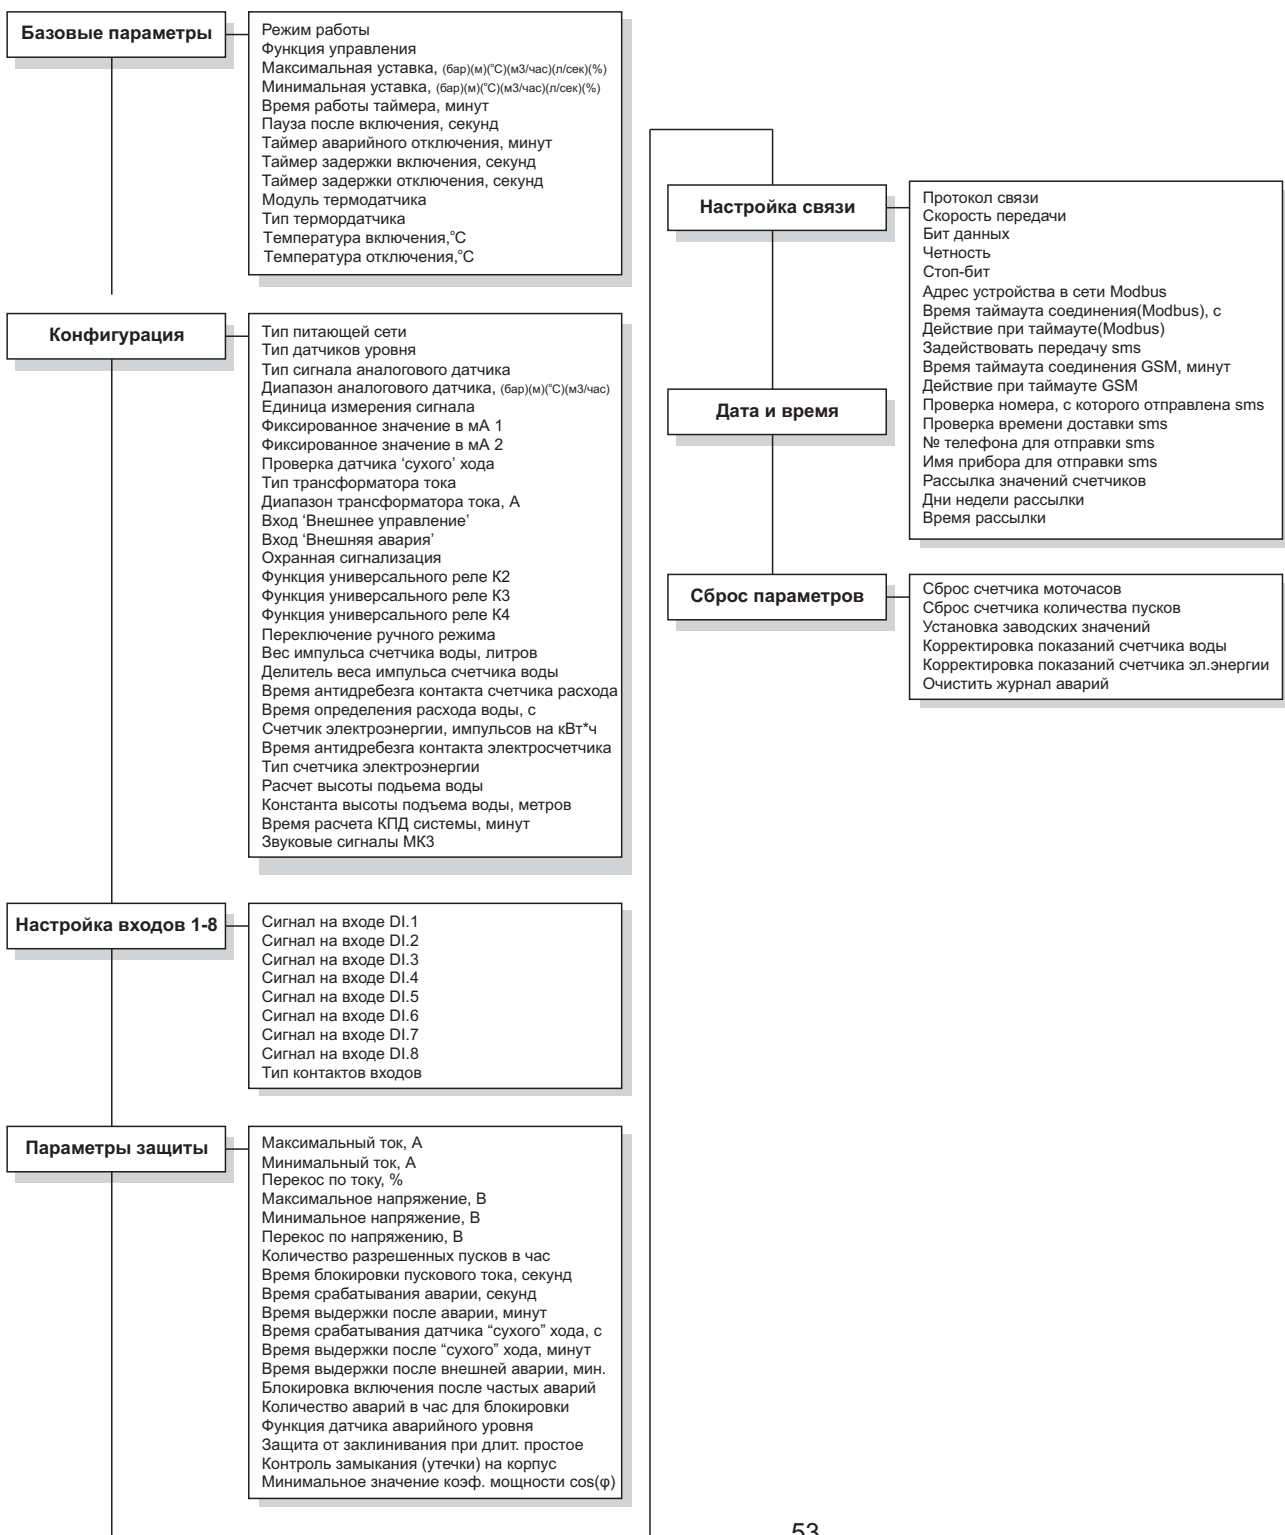 Базовые параметры
Режим работы
Функция управления
Максимальная уставка, (бар)(м)(°С)(м3/час)(л/сек)(%)
Минимальная уставка, (бар)(м)(°С)(м3/час)(л/сек)(%)
Время работы таймера, минут
Пауза после включения, секунд
Таймер аварийного отключения, минут
Таймер задержки включения, секунд
Таймер задержки отключения, секунд
Модуль термодатчика
Тип термордатчика
Температура включения,°С
Температура отключения,°С
Конфигурация
Тип питающей сети
Тип датчиков уровня
Тип сигнала аналогового датчика
Диапазон аналогового датчика, (бар)(м)(°С)(м3/час)
Единица измерения сигнала
Фиксированное значение в мА 1
Фиксированное значение в мА 2
Проверка датчика ‘сухого’ хода
Тип трансформатора тока
Диапазон трансформатора тока, А
Вход ‘Внешнее управление’
Вход ‘Внешняя авария’
Охранная сигнализация
Функция универсального реле К2
Функция универсального реле К3
Функция универсального реле К4
Переключение ручного режима
Вес импульса счетчика воды, литров
Делитель веса импульса счетчика воды
Время антидребезга контакта счетчика расхода
Время определения расхода воды, с
Счетчик электроэнергии, импульсов на кВт*ч
Время антидребезга контакта электросчетчика
Тип счетчика электроэнергии
Расчет высоты подьема воды
Константа высоты подъема воды, метров
Время расчета КПД системы, минут
Звуковые сигналы МК3
Настройка входов 1-8
Сигнал на входе DI.1
Сигнал на входе DI.2
Сигнал на входе DI.3
Сигнал на входе DI.4
Сигнал на входе DI.5
Сигнал на входе DI.6
Сигнал на входе DI.7
Сигнал на входе DI.8
Тип контактов входов
Параметры защиты
Максимальный ток, А
Минимальный ток, А
Перекос по току, %
Максимальное напряжение, В
Минимальное напряжение, В
Перекос по напряжению, В
Количество разрешенных пусков в час
Время блокировки пускового тока, секунд
Время срабатывания аварии, секунд
Время выдержки после аварии, минут
Время срабатывания датчика “сухого” хода, с
Время выдержки после “сухого” хода, минут
Время выдержки после внешней аварии, мин.
Блокировка включения после частых аварий
Количество аварий в час для блокировки
Функция датчика аварийного уровня
Защита от заклинивания при длит. простое
Контроль замыкания (утечки) на корпус
Минимальное значение коэф. мощности cos(φ)
Настройка связи
Протокол связи
Скорость передачи
Бит данных
Четность
Стоп-бит
Адрес устройства в сети Modbus
Время таймаута соединения(Modbus), с
Действие при таймауте(Modbus)
Задействовать передачу sms
Время таймаута соединения GSM, минут
Действие при таймауте GSM
Проверка номера, с которого отправлена sms
Проверка времени доставки sms
№ телефона для отправки sms
Имя прибора для отправки sms
Рассылка значений счетчиков
Дни недели рассылки
Время рассылки
Дата и время
Сброс параметров
Сброс счетчика моточасов
Сброс счетчика количества пусков
Установка заводских значений
Корректировка показаний счетчика воды
Корректировка показаний счетчика эл.энергии
Очистить журнал аварий
53